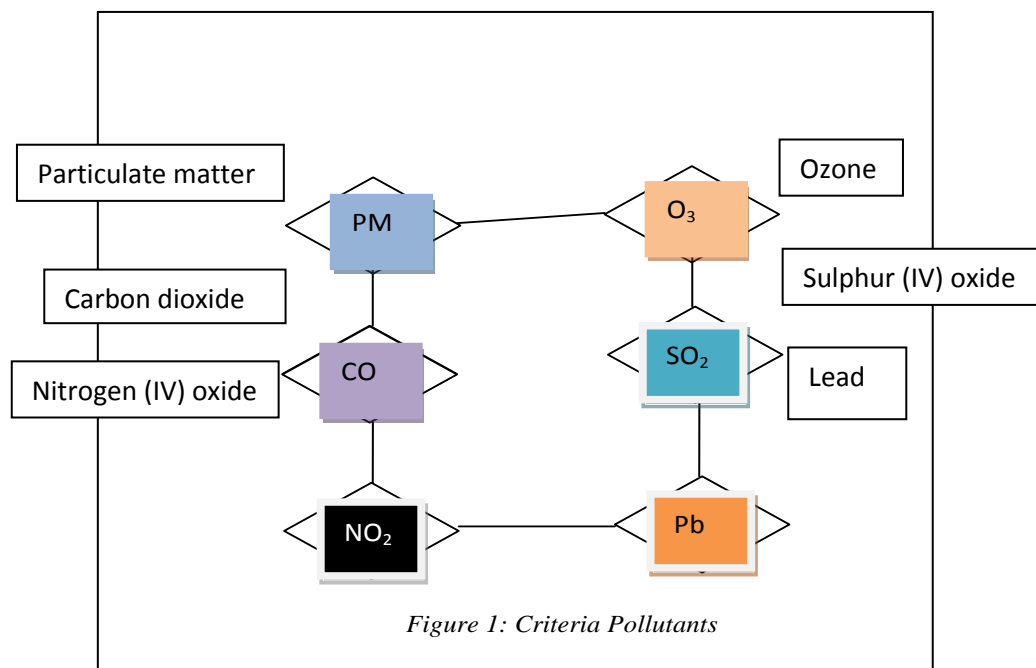 Particulate matter
Ozone
PM
O₃
Carbon dioxide
Sulphur (IV) oxide
CO
SO₂
Nitrogen (IV) oxide
Lead
NO₂
Pb
Figure 1: Criteria Pollutants